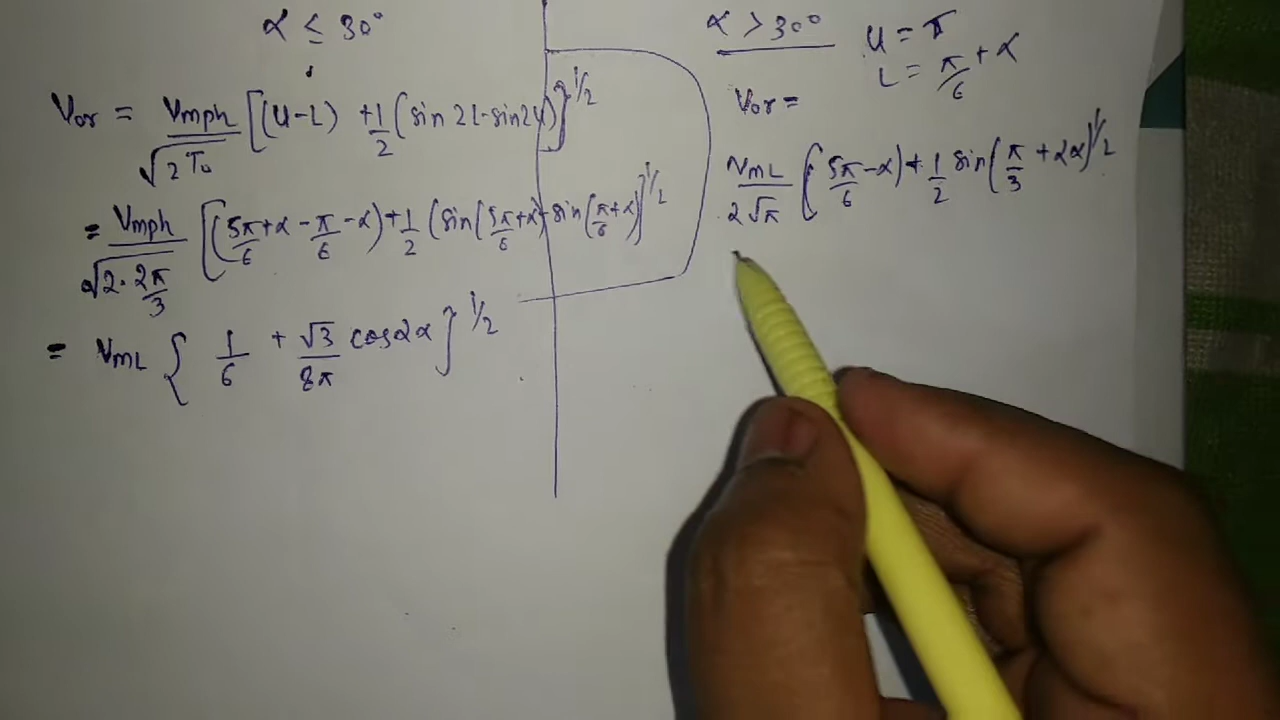 α ≤ 30°
Vor = Vmph/√(2T₀) [(U-L) + 1/2 (sin 2L - sin 2U)]^1/2
= Vmph/√(2·2π/3) [(5π/6 + α - π/6 - α) + 1/2 (sin(5π/6 + α) - sin(π/6 + α)]^1/2
= VmL { 1/6 + √3/8π cos2α }^1/2
α > 30°
U = π
L = π/6 + α
Vor =
VmL/2√π [(5π/6 - α) + 1/2 sin(π/3 + 2α)^1/2